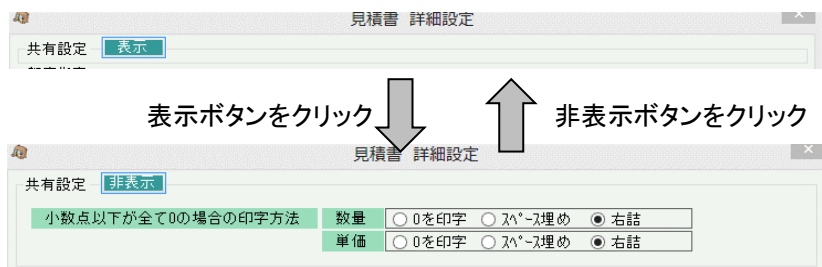 見積書 詳細設定
共有設定 表示
表示ボタンをクリック 非表示ボタンをクリック
見積書 詳細設定
共有設定 非表示
小数点以下が全て0の場合の印字方法 数量 0を印字 ｽﾍﾟｰｽ埋め 右詰
単価 0を印字 ｽﾍﾟｰｽ埋め 右詰